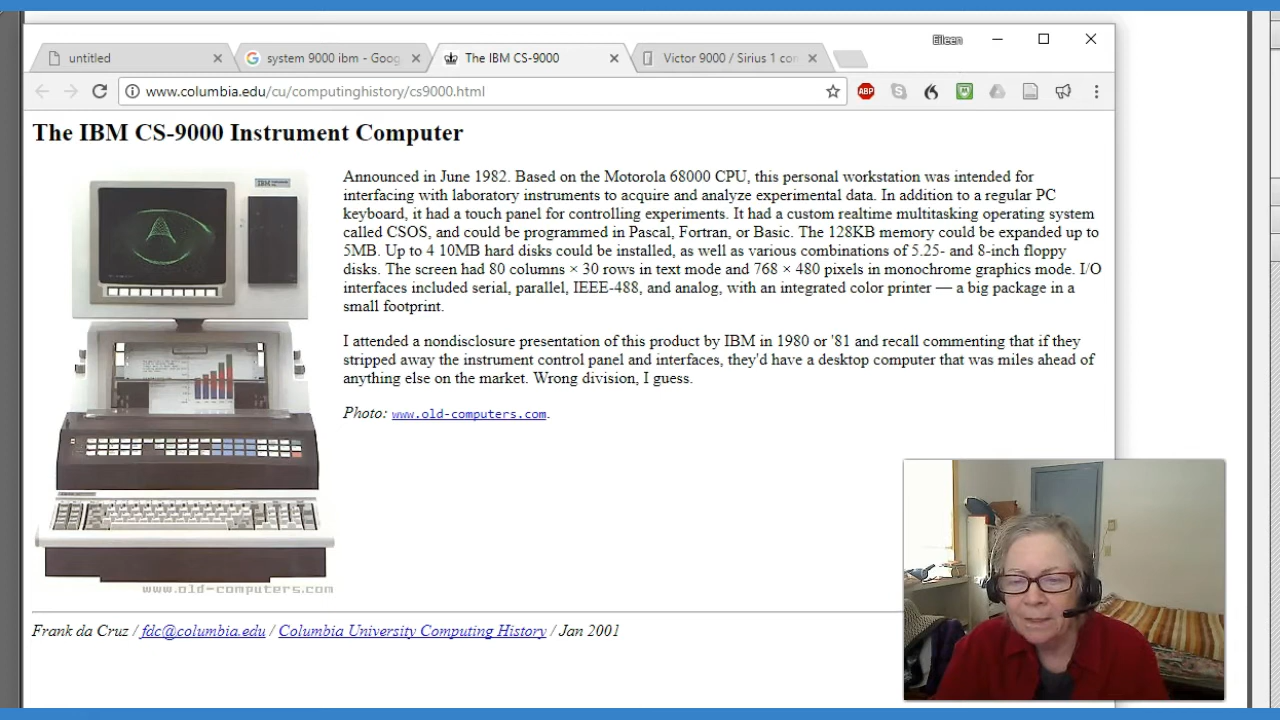 Eileen
untitled
system 9000 ibm - Goog
The IBM CS-9000
Victor 9000 / Sirius 1 con
www.columbia.edu/cu/computinghistory/cs9000.html
ABP
The IBM CS-9000 Instrument Computer
IBM
Announced in June 1982. Based on the Motorola 68000 CPU, this personal workstation was intended for
interfacing with laboratory instruments to acquire and analyze experimental data. In addition to a regular PC
keyboard, it had a touch panel for controlling experiments. It had a custom realtime multitasking operating system
called CSOS, and could be programmed in Pascal, Fortran, or Basic. The 128KB memory could be expanded up to
5MB. Up to 4 10MB hard disks could be installed, as well as various combinations of 5.25- and 8-inch floppy
disks. The screen had 80 columns × 30 rows in text mode and 768 × 480 pixels in monochrome graphics mode. I/O
interfaces included serial, parallel, IEEE-488, and analog, with an integrated color printer — a big package in a
small footprint.
I attended a nondisclosure presentation of this product by IBM in 1980 or '81 and recall commenting that if they
stripped away the instrument control panel and interfaces, they'd have a desktop computer that was miles ahead of
anything else on the market. Wrong division, I guess.
Photo: www.old-computers.com.
www.old-computers.com
Frank da Cruz / fdc@columbia.edu / Columbia University Computing History / Jan 2001